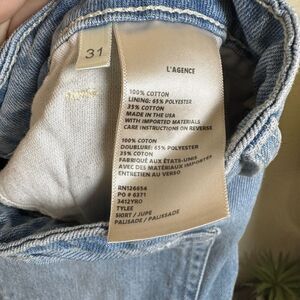 31
L'AGENCE
100% COTTON
LINING: 65% POLYESTER
35% COTON
MADE IN THE USA
WITH IMPORTED MATERIALS
CARE INSTRUCTIONS ON REVERSE
100% COTTON
DOUBLURE: 65% POLYESTER
35% COTON
FABRIQUÉ AUX ÉTATS-UNIS
AVEC DES MATÉRIAUX IMPORTÉS
ENTRETIEN AU VERSO
RN126654
PO # 6371
3412YRO
TYLEE
SKORT / JUPE
PALISADE / PALISSADE